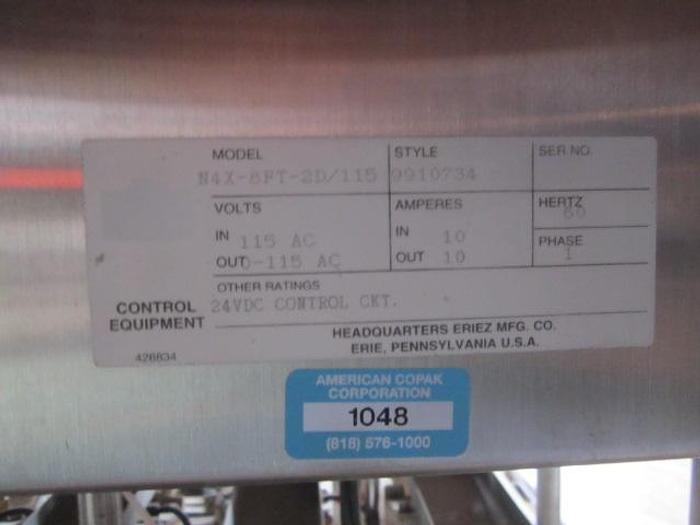 MODEL
N4X-8FT-2D/115
STYLE
9910734
SER.NO.
VOLTS
IN 115 AC
OUT 0-115 AC
AMPERES
IN 10
OUT 10
HERTZ
60
PHASE
1
OTHER RATINGS
24VDC CONTROL CKT.
CONTROL
EQUIPMENT
426834
HEADQUARTERS ERIEZ MFG. CO.
ERIE, PENNSYLVANIA U.S.A.
AMERICAN COPAK
CORPORATION
1048
(818) 576-1000